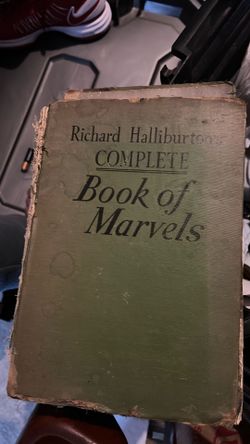 Richard Halliburton's
COMPLETE
Book of
Marvels